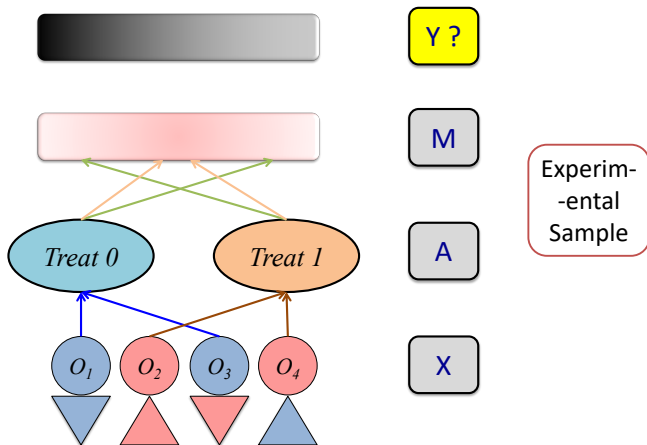 Y ?
M
Experim-
-ental
Sample
Treat 0
Treat 1
A
O1
O2
O3
O4
X